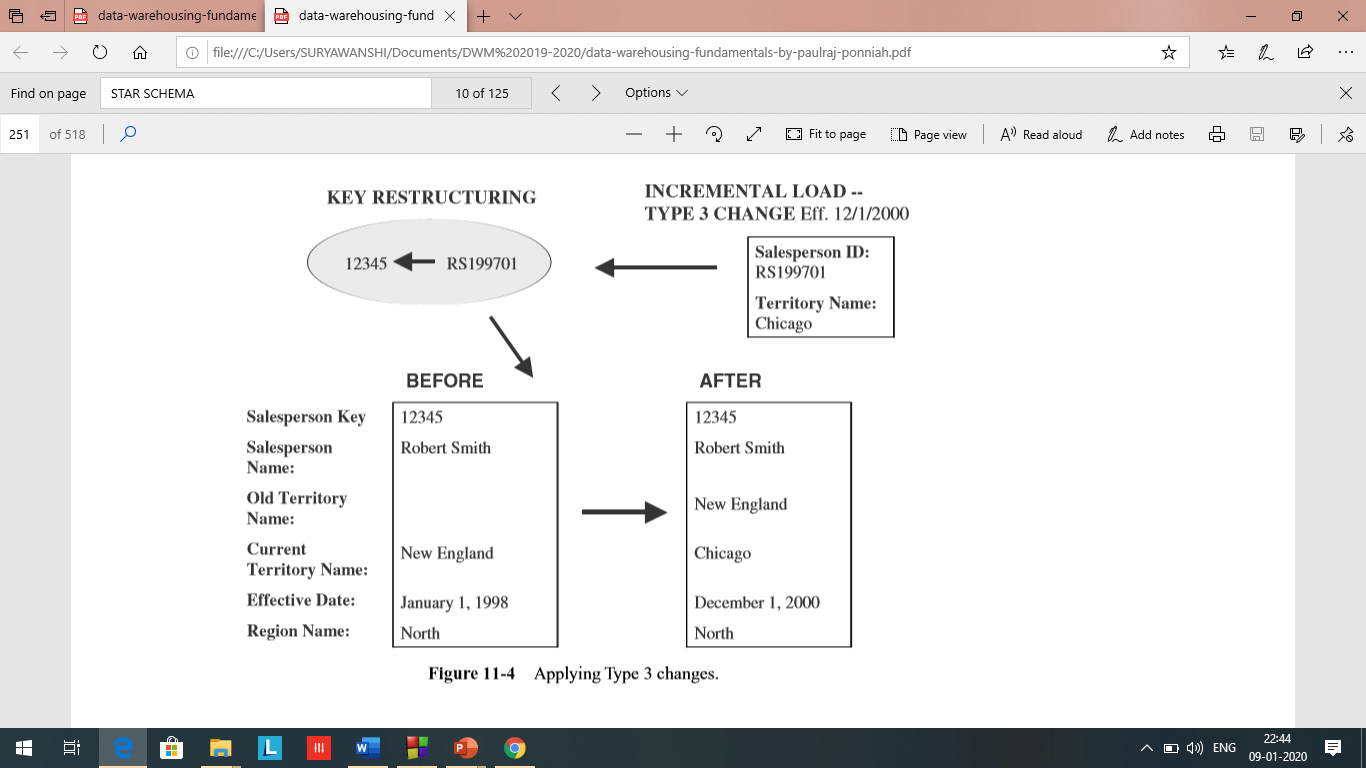 data-warehousing-fundame
data-warehousing-fund
file:///C:/Users/SURYAWANSHI/Documents/DWM%202019-2020/data-warehousing-fundamentals-by-paulraj-ponniah.pdf
Find on page
STAR SCHEMA
10 of 125
Options
251 of 518
Fit to page
Page view
Read aloud
Add notes
KEY RESTRUCTURING
INCREMENTAL LOAD --
TYPE 3 CHANGE Eff. 12/1/2000
12345 RS199701
Salesperson ID:
RS199701
Territory Name:
Chicago
BEFORE AFTER
Salesperson Key 12345 12345
Salesperson Name: Robert Smith Robert Smith
Old Territory Name: New England
Current Territory Name: New England Chicago
Effective Date: January 1, 1998 December 1, 2000
Region Name: North North
Figure 11-4 Applying Type 3 changes.
ENG
22:44
09-01-2020